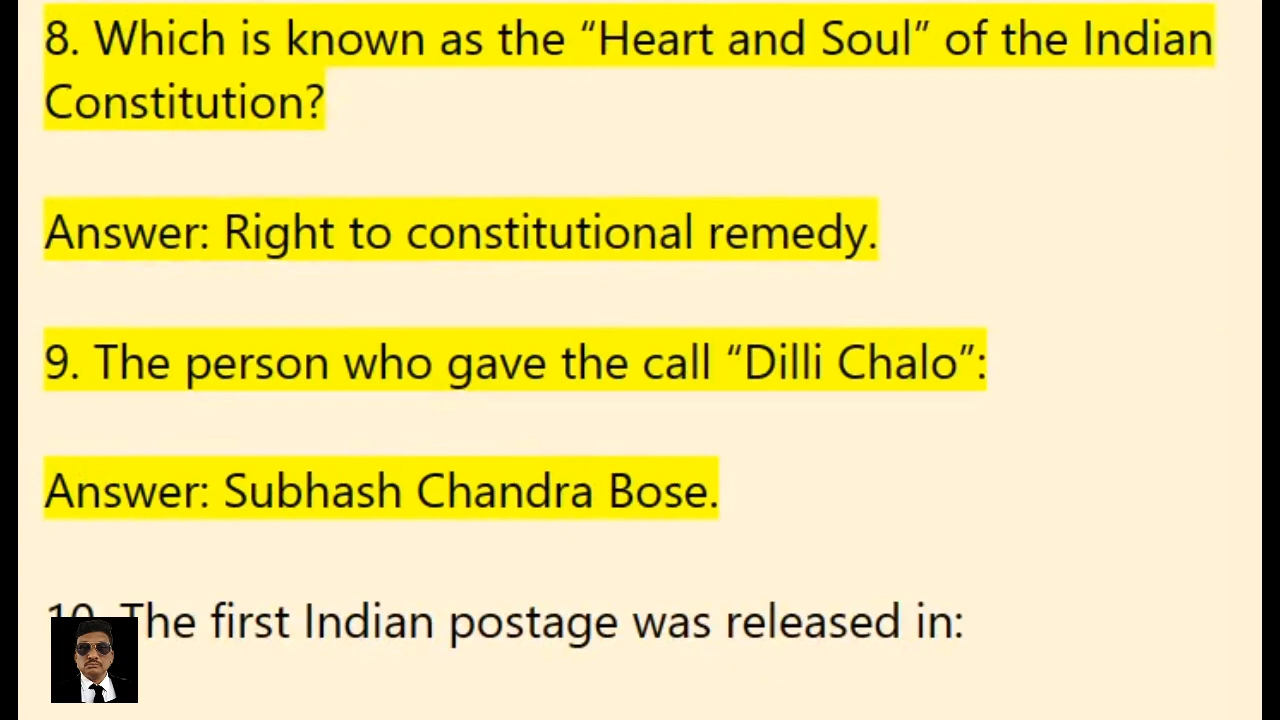 8. Which is known as the “Heart and Soul” of the Indian
Constitution?
Answer: Right to constitutional remedy.
9. The person who gave the call “Dilli Chalo”:
Answer: Subhash Chandra Bose.
10. The first Indian postage was released in: